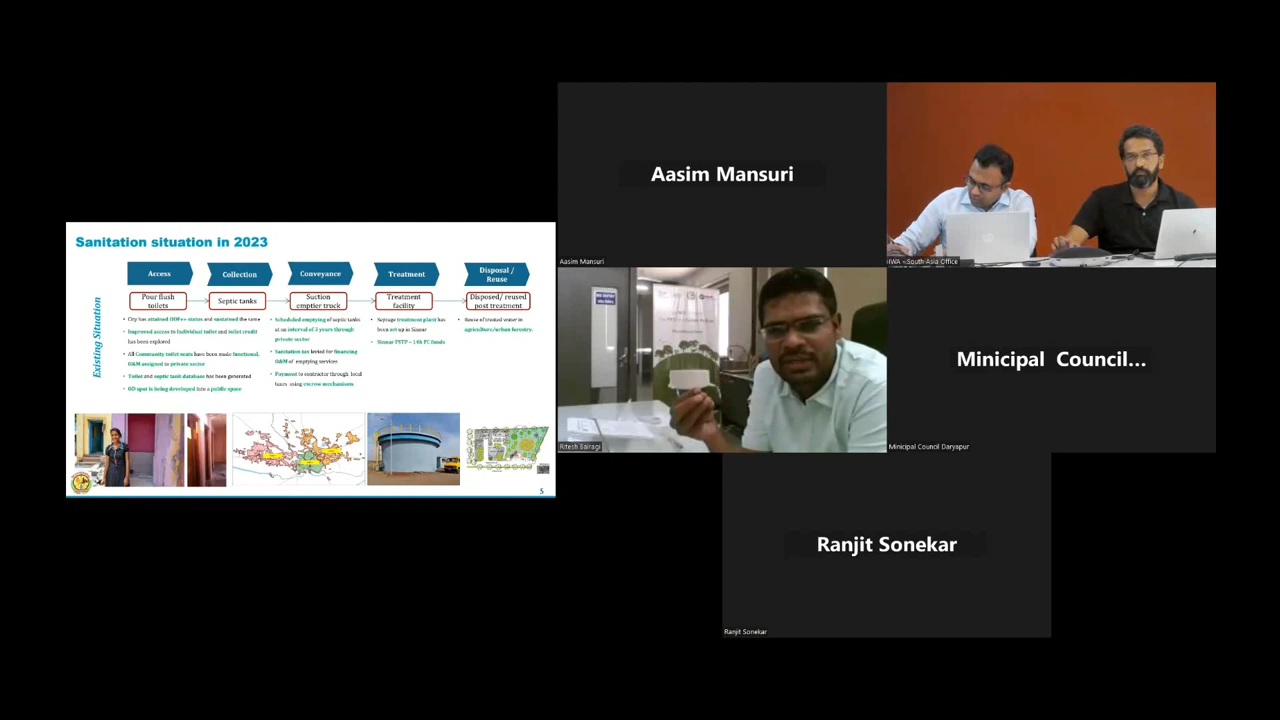 Sanitation situation in 2023
Access
Collection
Conveyance
Treatment
Disposal /
Reuse
Existing Situation
Pour flush
toilets
Septic tanks
Suction
emptier truck
Treatment
facility
Disposed/ reused
post treatment
• City has attained ODF++ status and sustained the same
• Improved access to Individual toilet and toilet credit
has been explored
• All Community toilet seats have been made functional.
O&M assigned to private sector
• Toilet and septic tank database has been generated
• OD spot is being developed into a public space
• Scheduled emptying of septic tanks
at an interval of 3 years through
private sector
• Sanitation tax levied for financing
O&M of emptying services
• Payment to contractor through local
taxes using escrow mechanisms
• Septage treatment plant has
been set up in Sinnar
• Sinnar FSTP – 14th FC funds
• Reuse of treated water in
agriculture/urban forestry.
5
Aasim Mansuri
Aasim Mansuri
IWA - South Asia Office
Ritesh Bairagi
Minicipal Council...
Minicipal Council Daryapur
Ranjit Sonekar
Ranjit Sonekar